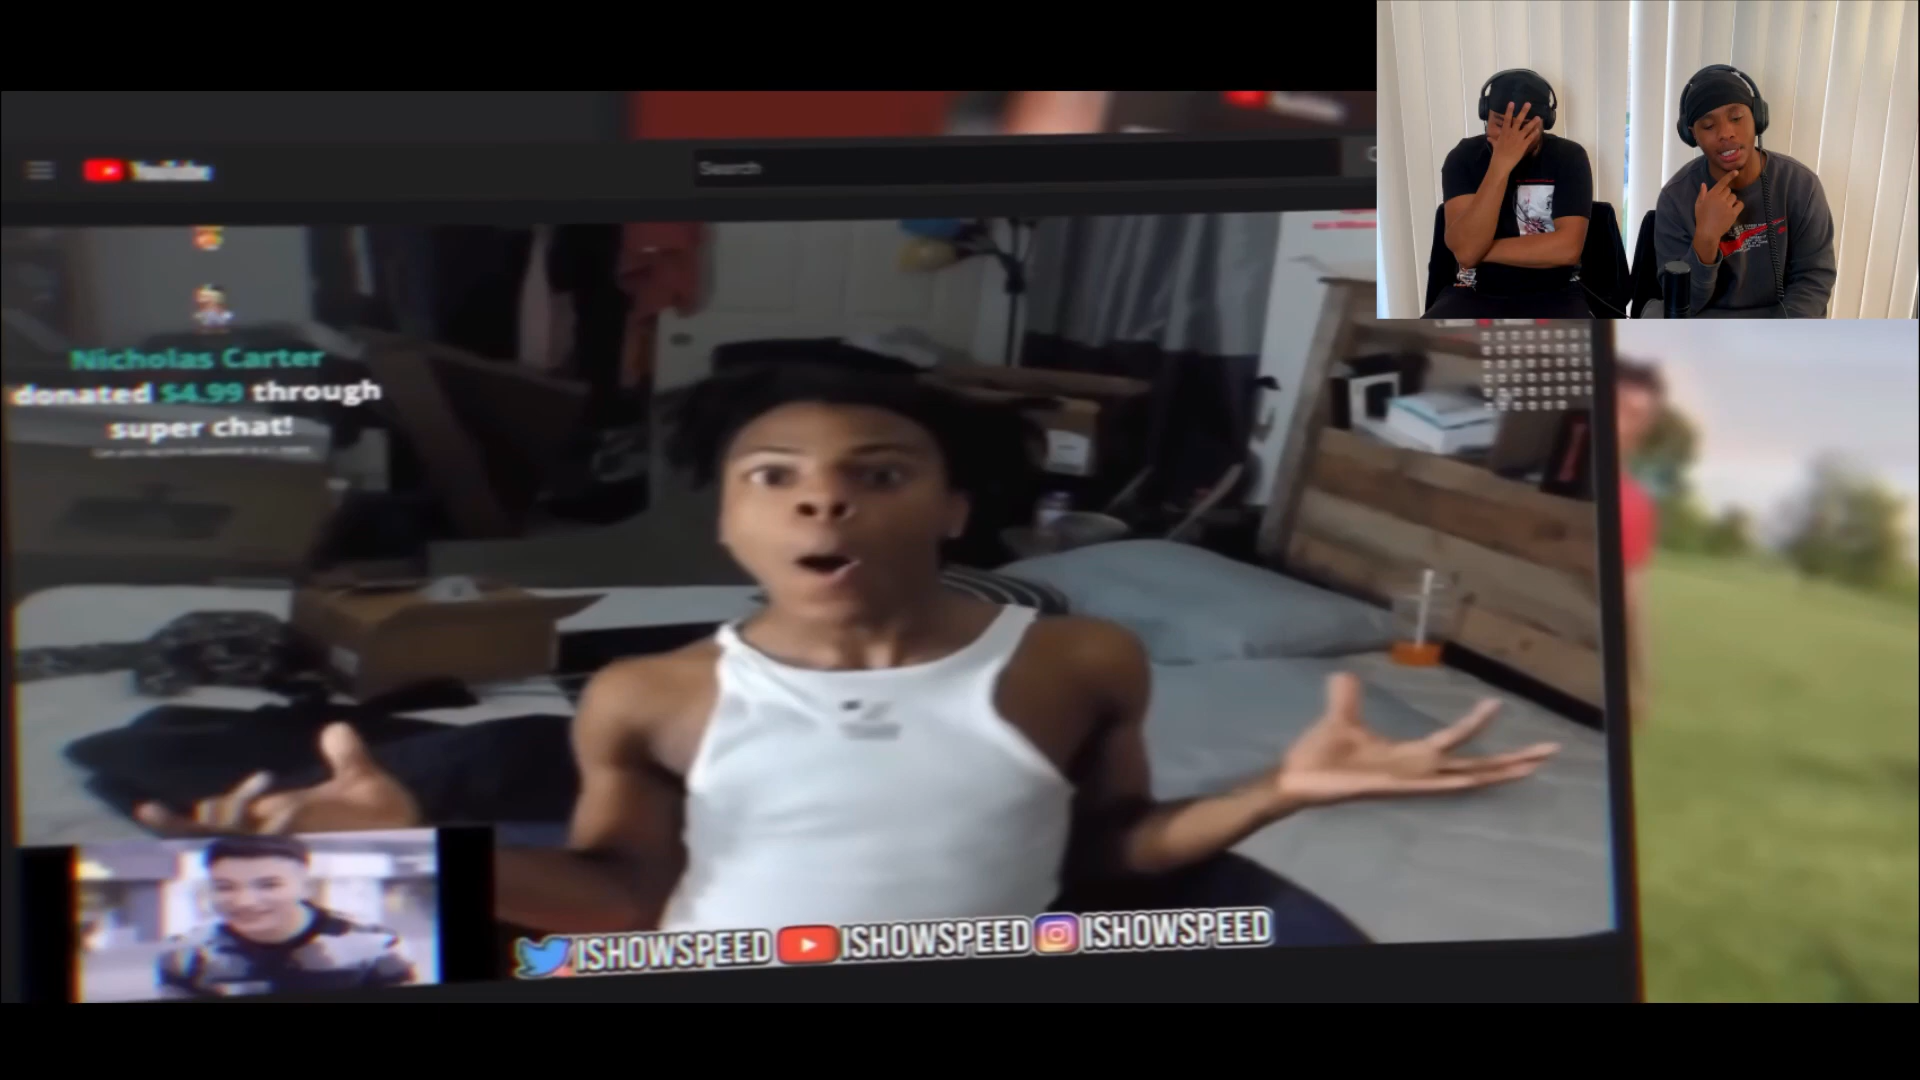 YouTube
Search
Nicholas Carter
donated $4.99 through
super chat!
ISHOWSPEED ISHOWSPEED ISHOWSPEED